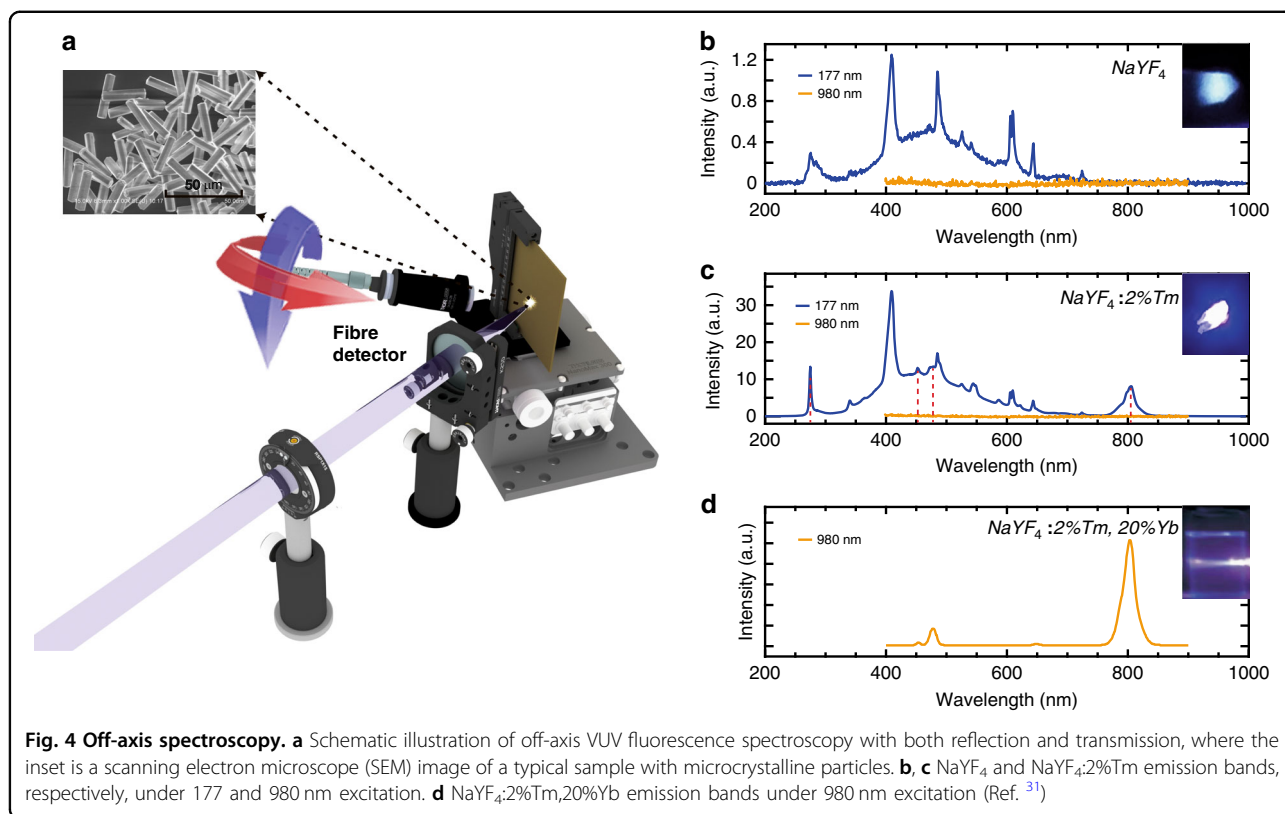 a
50 μm
Fibre
detector
b
NaYF4
177 nm
980 nm
1.2
0.8
0.4
0
Intensity (a.u.)
200 400 600 800 1000
Wavelength (nm)
c
NaYF4 :2%Tm
177 nm
980 nm
30
20
10
0
Intensity (a.u.)
200 400 600 800 1000
Wavelength (nm)
d
NaYF4 :2%Tm, 20%Yb
980 nm
Intensity (a.u.)
200 400 600 800 1000
Wavelength (nm)
Fig. 4 Off-axis spectroscopy. a Schematic illustration of off-axis VUV fluorescence spectroscopy with both reflection and transmission, where the
inset is a scanning electron microscope (SEM) image of a typical sample with microcrystalline particles. b, c NaYF4 and NaYF4:2%Tm emission bands,
respectively, under 177 and 980 nm excitation. d NaYF4:2%Tm,20%Yb emission bands under 980 nm excitation (Ref. 31)